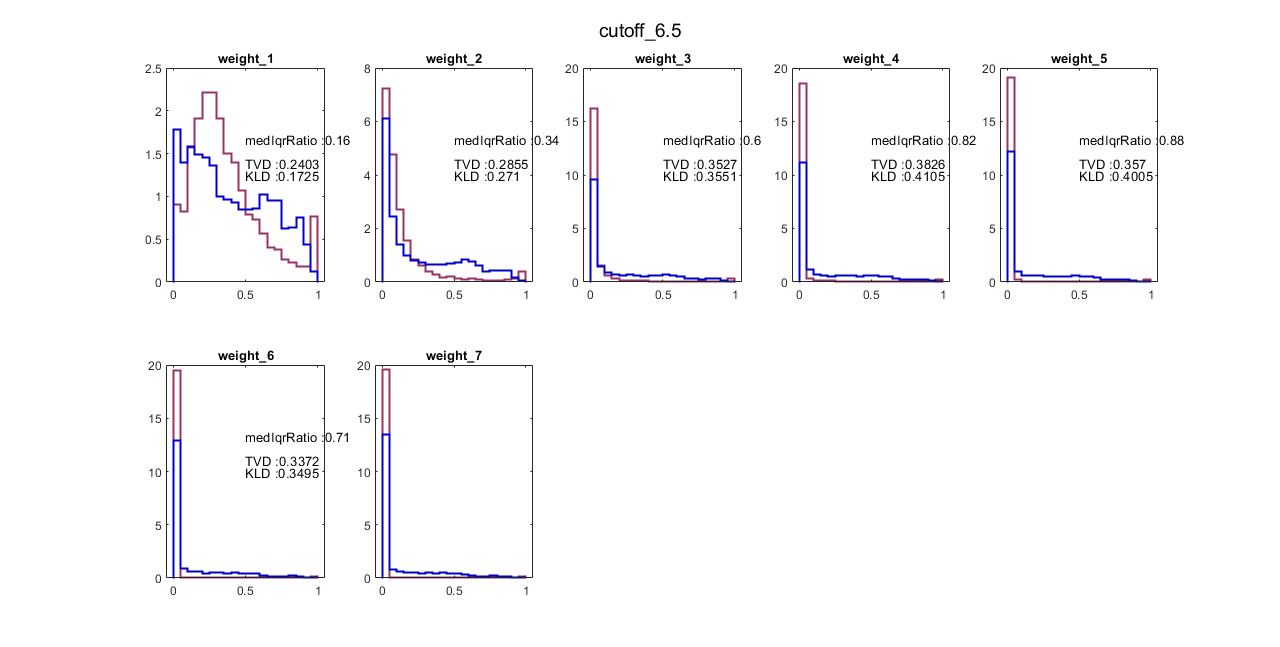 cutoff_6.5
weight_1
2.5
2
1.5
1
0.5
0
0
0.5
1
medIqrRatio :0.16
TVD :0.2403
KLD :0.1725
weight_2
8
6
4
2
0
0
0.5
1
medIqrRatio :0.34
TVD :0.2855
KLD :0.271
weight_3
20
15
10
5
0
0
0.5
1
medIqrRatio :0.6
TVD :0.3527
KLD :0.3551
weight_4
20
15
10
5
0
0
0.5
1
medIqrRatio :0.82
TVD :0.3826
KLD :0.4105
weight_5
20
15
10
5
0
0
0.5
1
medIqrRatio :0.88
TVD :0.357
KLD :0.4005
weight_6
20
15
10
5
0
0
0.5
1
medIqrRatio :0.71
TVD :0.3372
KLD :0.3495
weight_7
20
15
10
5
0
0
0.5
1